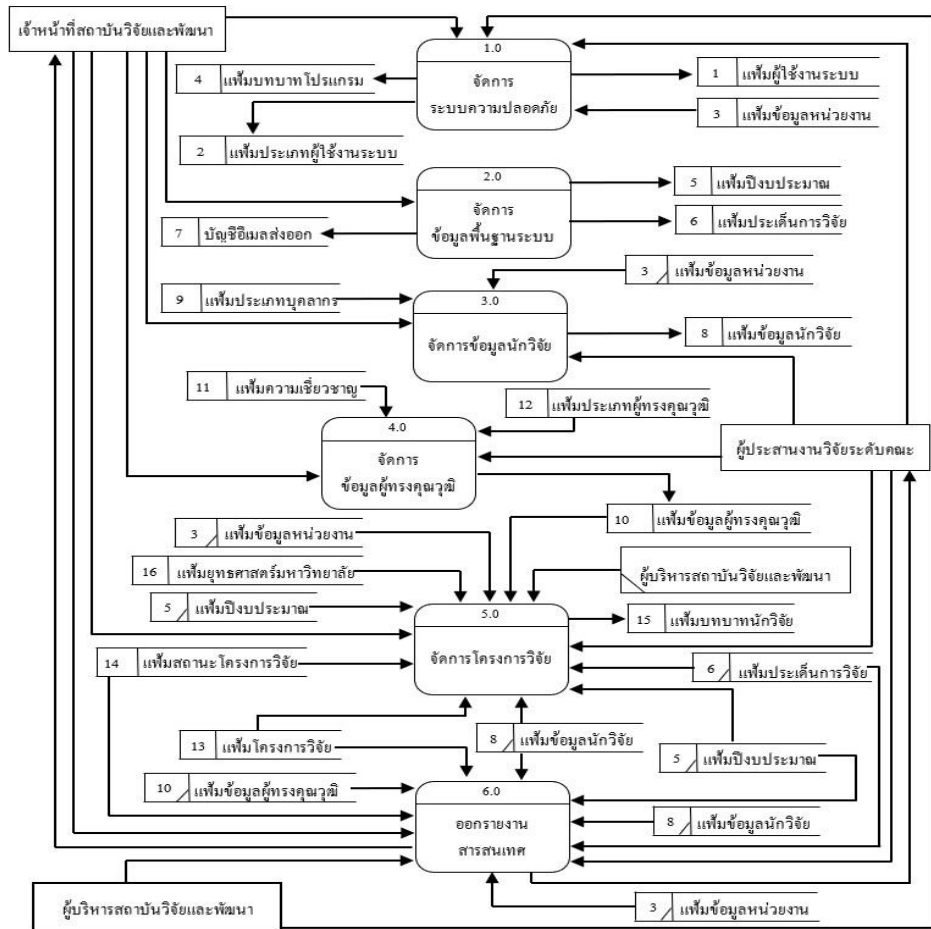 เจ้าหน้าที่สถาบันวิจัยและพัฒนา
1.0
จัดการ
ระบบความปลอดภัย
4 แฟ้มบทบาทโปรแกรม
1 แฟ้มผู้ใช้งานระบบ
3 แฟ้มข้อมูลหน่วยงาน
2 แฟ้มประเภทผู้ใช้งานระบบ
2.0
จัดการ
ข้อมูลพื้นฐานระบบ
5 แฟ้มปีงบประมาณ
6 แฟ้มประเด็นการวิจัย
7 บัญชีอีเมลส่งออก
3 แฟ้มข้อมูลหน่วยงาน
9 แฟ้มประเภทบุคลากร
3.0
จัดการข้อมูลนักวิจัย
8 แฟ้มข้อมูลนักวิจัย
11 แฟ้มความเชี่ยวชาญ
12 แฟ้มประเภทผู้ทรงคุณวุฒิ
4.0
จัดการ
ข้อมูลผู้ทรงคุณวุฒิ
ผู้ประสานงานวิจัยระดับคณะ
10 แฟ้มข้อมูลผู้ทรงคุณวุฒิ
3 แฟ้มข้อมูลหน่วยงาน
16 แฟ้มยุทธศาสตร์มหาวิทยาลัย
ผู้บริหารสถาบันวิจัยและพัฒนา
5 แฟ้มปีงบประมาณ
5.0
จัดการโครงการวิจัย
15 แฟ้มบทบาทนักวิจัย
14 แฟ้มสถานะโครงการวิจัย
6 แฟ้มประเด็นการวิจัย
13 แฟ้มโครงการวิจัย
8 แฟ้มข้อมูลนักวิจัย
5 แฟ้มปีงบประมาณ
10 แฟ้มข้อมูลผู้ทรงคุณวุฒิ
6.0
ออกรายงาน
สารสนเทศ
8 แฟ้มข้อมูลนักวิจัย
ผู้บริหารสถาบันวิจัยและพัฒนา
3 แฟ้มข้อมูลหน่วยงาน